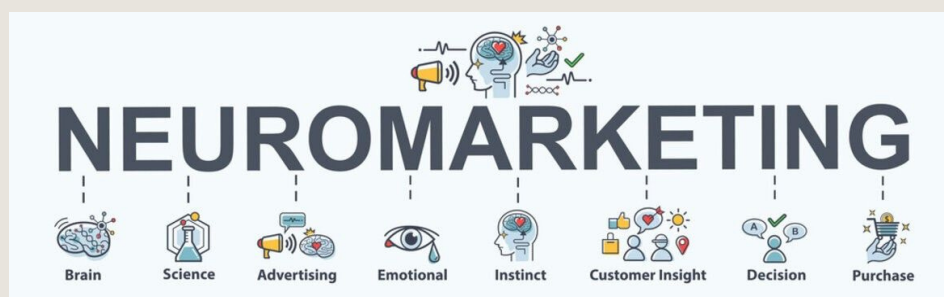 NEUROMARKETING
Brain Science Advertising Emotional Instinct Customer Insight Decision Purchase
A B
$